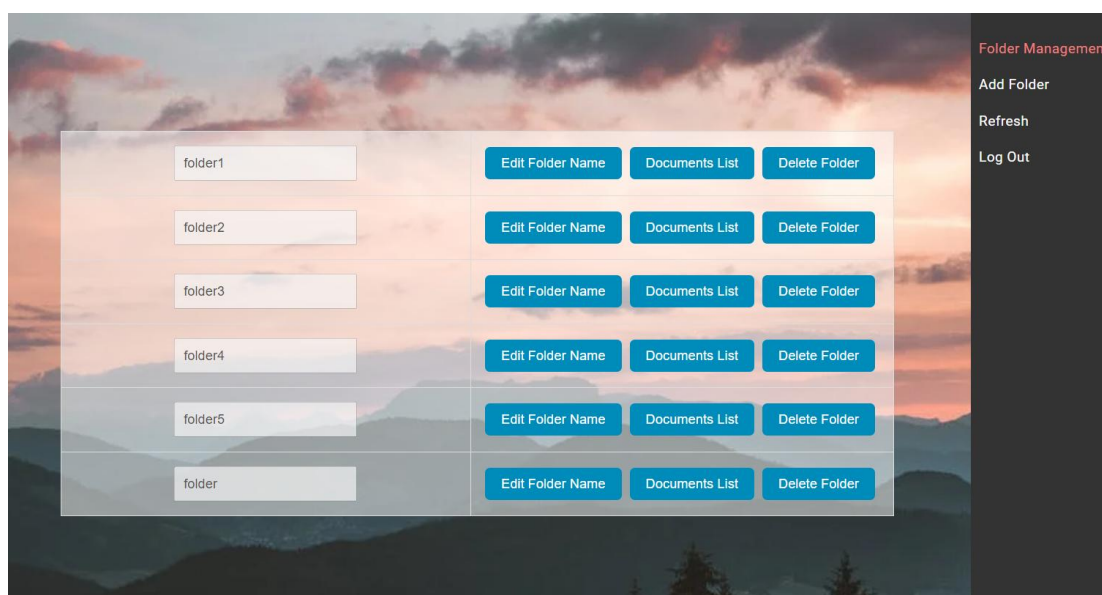 folder1 Edit Folder Name Documents List Delete Folder
folder2 Edit Folder Name Documents List Delete Folder
folder3 Edit Folder Name Documents List Delete Folder
folder4 Edit Folder Name Documents List Delete Folder
folder5 Edit Folder Name Documents List Delete Folder
folder Edit Folder Name Documents List Delete Folder
Folder Managemen
Add Folder
Refresh
Log Out